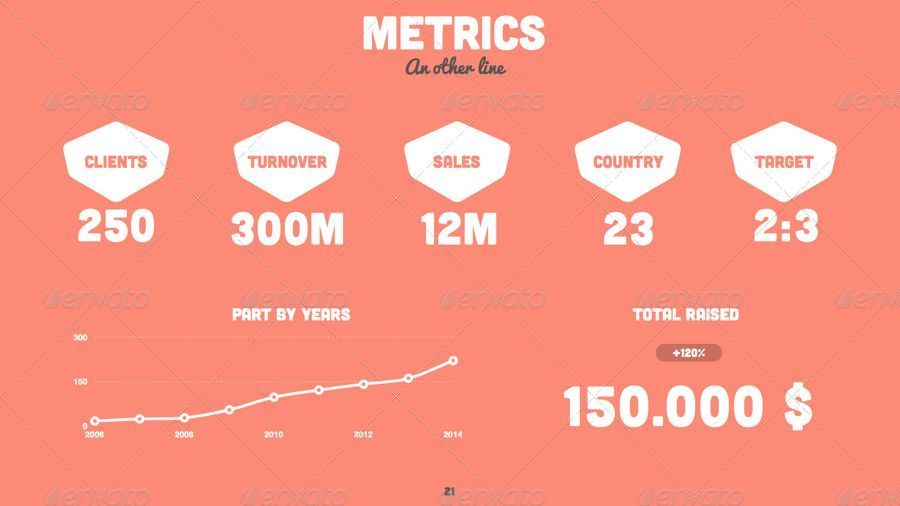 METRICS
An other line
CLIENTS
TURNOVER
SALES
COUNTRY
TARGET
250
300M
12M
23
2:3
PART BY YEARS
300
150
0
2006
2008
2010
2012
2014
TOTAL RAISED
+120%
150.000 $
21
envato